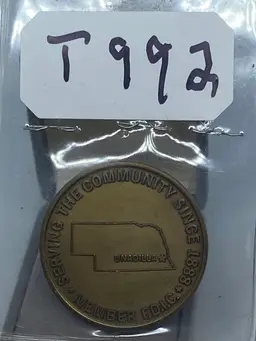 T992
SERVING THE COMMUNITY SINCE 1888
UNADILLA
· MEMBER FDIC ·